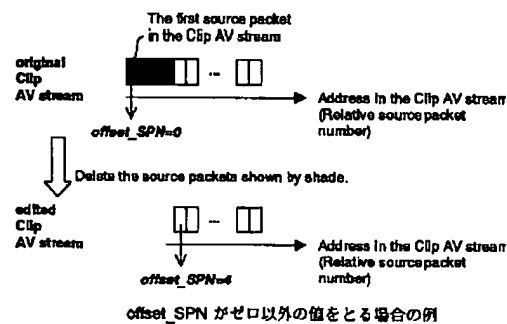 The first source packet
in the Clip AV stream
original
Clip
AV stream
...
offset_SPN=0
Address in the Clip AV stream
(Relative source packet
number)
Delete the source packets shown by shade.
edited
Clip
AV stream
...
offset_SPN=4
Address in the Clip AV stream
(Relative source packet
number)
offset_SPN がゼロ以外の値をとる場合の例